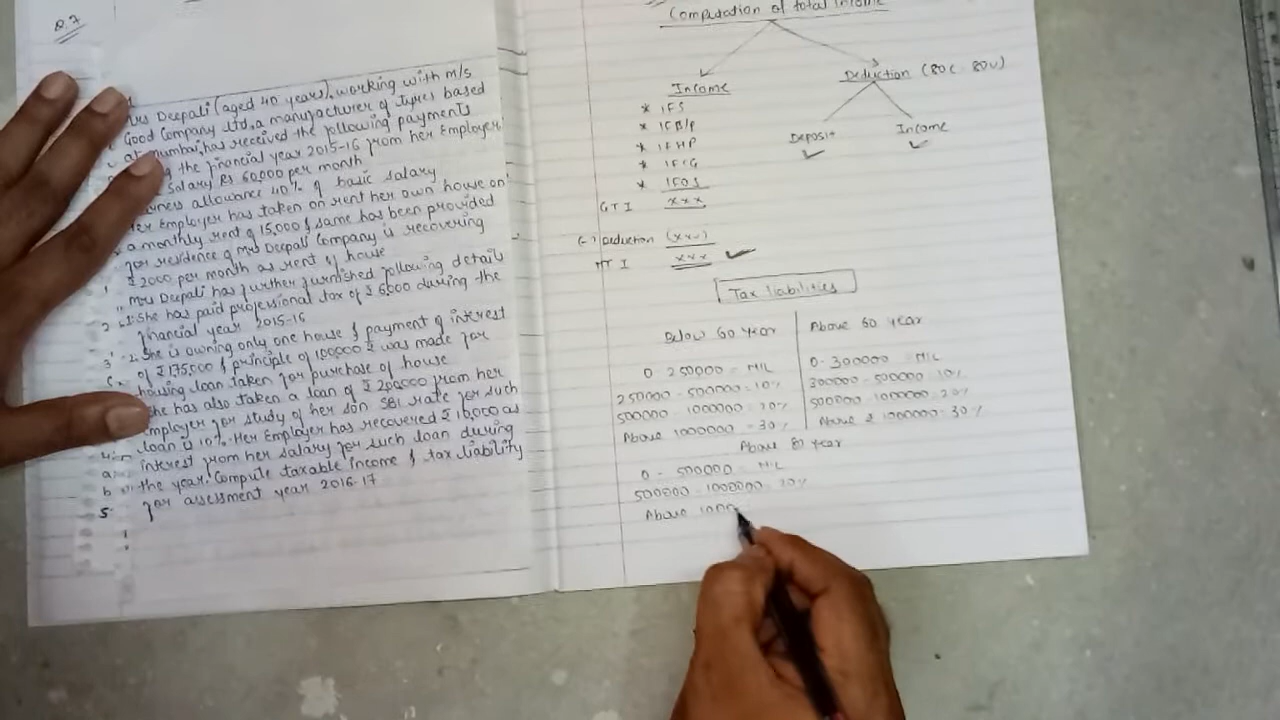 Q.7
Mrs Deepali (aged 40 years), working with M/s
Good Company Ltd, a manufacturer of Tyres based
at mumbai, has received the following payments
the financial year 2015-16 from her Employer
Salary Rs 60,000 per month
allowance 40% of basic salary
Her Employer has taken on rent her own house on
a monthly rent of 15,000 & same has been provided
for residence of Mrs Deepali Company is recovering
₹ 2000 per month as rent of house
Mrs Deepali has further furnished following details
1. She has paid professional tax of ₹ 6000 during the
financial year 2015-16
2. She is owning only one house & payment of interest
of ₹ 1,75,000 & principle of 100000 ₹ was made for
housing loan taken for purchase of house
She has also taken a loan of ₹ 200000 from her
employer for study of her son SBI rate for such
loan is 10%. Her Employer has recovered ₹ 10,000 as
interest from her salary for such loan during
the year. Compute taxable income & tax liability
for assessment year 2016-17
Computation of total income
Income
* IFS
* IFB/P
* IFHP
* IFCG
* IFOS
GTI xxx
(-) Deduction (xxx)
TTI xxx
Deduction (80C - 80U)
Deposit
Income
Tax liabilities
Below 60 year
0 - 250000 = NIL
250000 - 500000 = 10%
500000 - 1000000 = 20%
Above 1000000 = 30%
Above 60 year
0 - 300000 = NIL
300000 - 500000 10%
500000 - 1000000 - 20%
Above 1000000 - 30%
Above 80 year
0 - 500000 = NIL
500000 - 1000000 - 20%
Above 1000